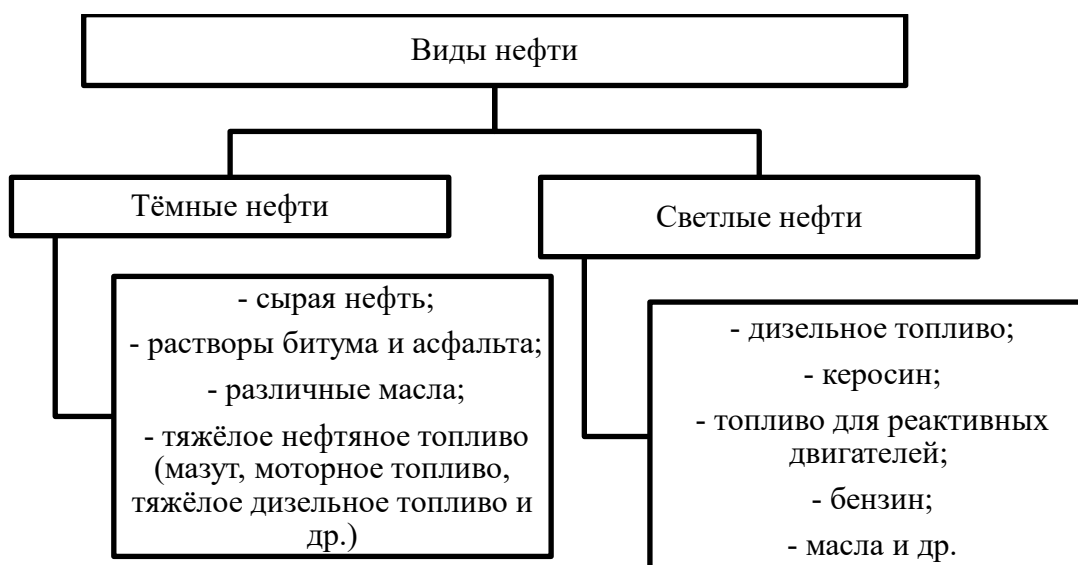 Виды нефти
Тёмные нефти
- сырая нефть;
- растворы битума и асфальта;
- различные масла;
- тяжёлое нефтяное топливо
(мазут, моторное топливо,
тяжёлое дизельное топливо и
др.)
Светлые нефти
- дизельное топливо;
- керосин;
- топливо для реактивных
двигателей;
- бензин;
- масла и др.